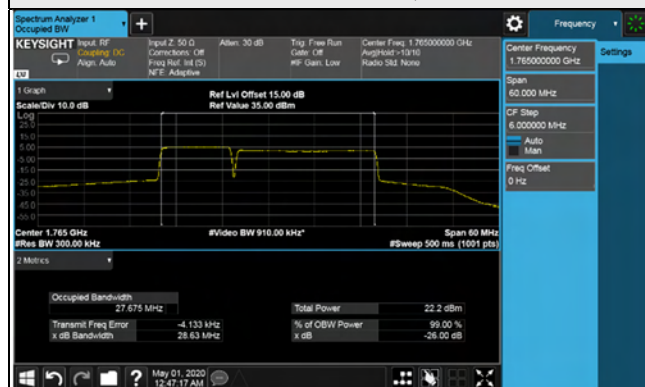 Spectrum Analyzer 1
Occupied BW
Frequency
KEYSIGHT
Input: RF
Coupling: DC
Align: Auto
Input Z: 50 Ω
Corrections: Off
Freq Ref: Int (S)
NFE: Adaptive
Atten: 30 dB
Trig: Free Run
Gate: Off
#IF Gain: Low
Center Freq: 1.765000000 GHz
Avg|Hold:>10/10
Radio Std: None
LXI
Center Frequency
1.765000000 GHz
Settings
Span
60.000 MHz
CF Step
6.000000 MHz
Auto
Man
Freq Offset
0 Hz
1 Graph
Scale/Div 10.0 dB
Ref Lvl Offset 15.00 dB
Ref Value 35.00 dBm
Log
25.0
15.0
5.00
-5.00
-15.0
-25.0
-35.0
-45.0
-55.0
Center 1.765 GHz
#Res BW 300.00 kHz
#Video BW 910.00 kHz*
Span 60 MHz
#Sweep 500 ms (1001 pts)
2 Metrics
Occupied Bandwidth
27.675 MHz
Total Power
22.2 dBm
Transmit Freq Error
-4.133 kHz
% of OBW Power
99.00 %
x dB Bandwidth
28.63 MHz
x dB
-26.00 dB
?
May 01, 2020
12:47:17 AM